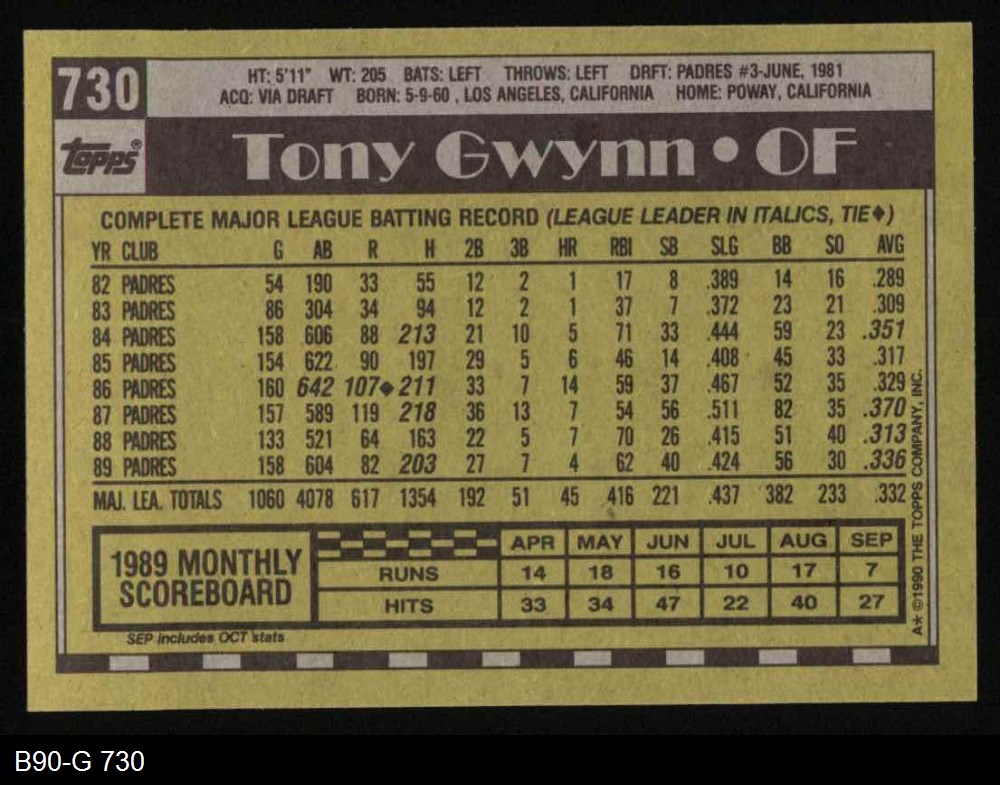 730
HT: 5'11" WT: 205 BATS: LEFT THROWS: LEFT DRFT: PADRES #3-JUNE, 1981
ACQ: VIA DRAFT BORN: 5-9-60 , LOS ANGELES, CALIFORNIA HOME: POWAY, CALIFORNIA
Topps®
Tony Gwynn • OF
COMPLETE MAJOR LEAGUE BATTING RECORD (LEAGUE LEADER IN ITALICS, TIE♦)
YR CLUB G AB R H 2B 3B HR RBI SB SLG BB SO AVG
82 PADRES 54 190 33 55 12 2 1 17 8 .389 14 16 .289
83 PADRES 86 304 34 94 12 2 1 37 7 .372 23 21 .309
84 PADRES 158 606 88 213 21 10 5 71 33 .444 59 23 .351
85 PADRES 154 622 90 197 29 5 6 46 14 .408 45 33 .317
86 PADRES 160 642 107♦ 211 33 7 14 59 37 .467 52 35 .329
87 PADRES 157 589 119 218 36 13 7 54 56 .511 82 35 .370
88 PADRES 133 521 64 163 22 5 7 70 26 .415 51 40 .313
89 PADRES 158 604 82 203 27 7 4 62 40 .424 56 30 .336
MAJ. LEA. TOTALS 1060 4078 617 1354 192 51 45 416 221 .437 382 233 .332
1989 MONTHLY
SCOREBOARD
APR MAY JUN JUL AUG SEP
RUNS 14 18 16 10 17 7
HITS 33 34 47 22 40 27
SEP includes OCT stats
A* ©1990 THE TOPPS COMPANY, INC.
B90-G 730